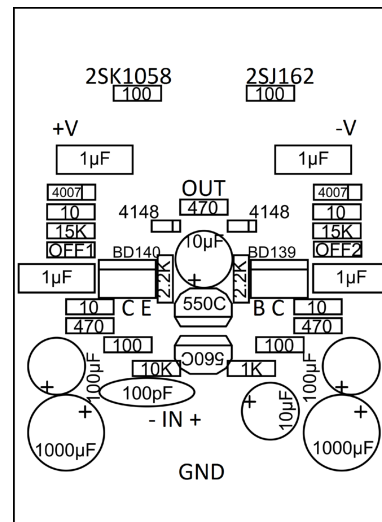 2SK1058 2SJ162
100 100
+V -V
1µF 1µF
4007 OUT 4007
10 4148 470 4148 10
15K 15K
OFF1 BD140 10µF BD139 OFF2
1µF 2.2K + 2.2K 1µF
C E 550C B C
10 10
470 470
100 100
560C
100µF 10K 1K 100µF
+ 100pF + 10µF +
+ - IN + +
1000µF 1000µF
GND